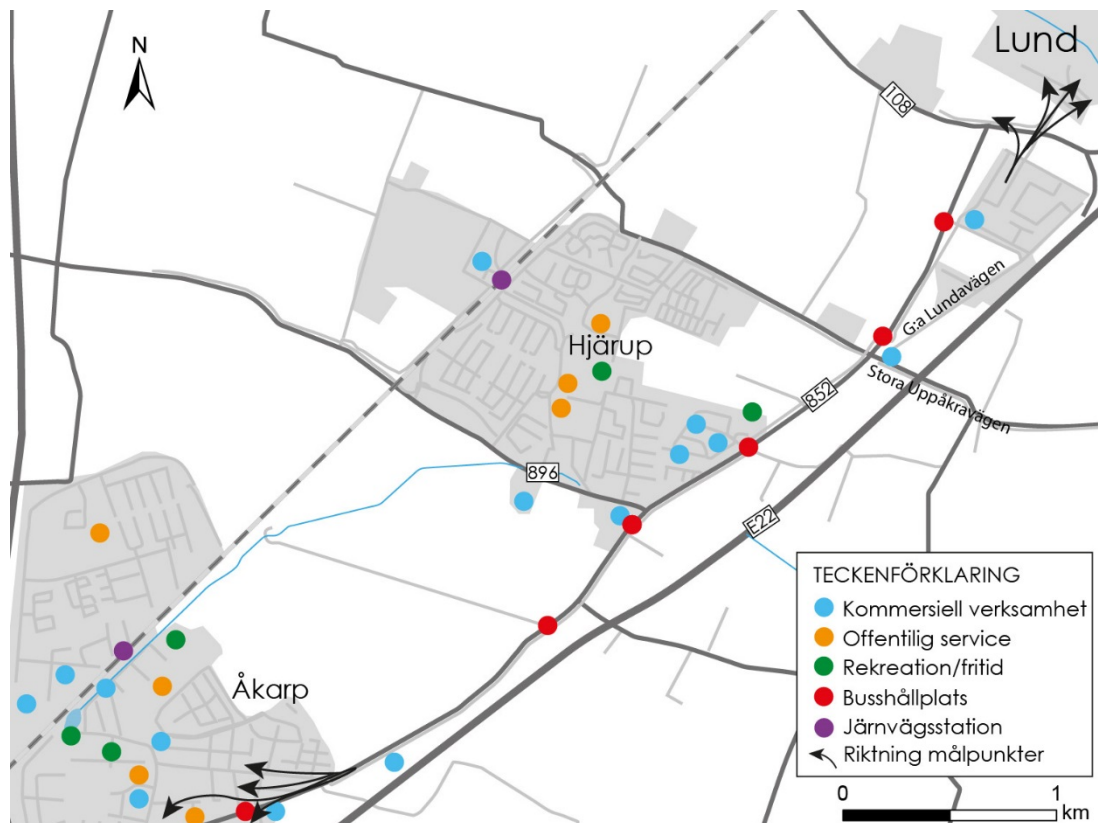 N
Lund
108
G:a Lundavägen
Hjärup
Stora Uppåkravägen
852
896
E22
Åkarp
TECKENFÖRKLARING
Kommersiell verksamhet
Offentilig service
Rekreation/fritid
Busshållplats
Järnvägsstation
Riktning målpunkter
0 1
km